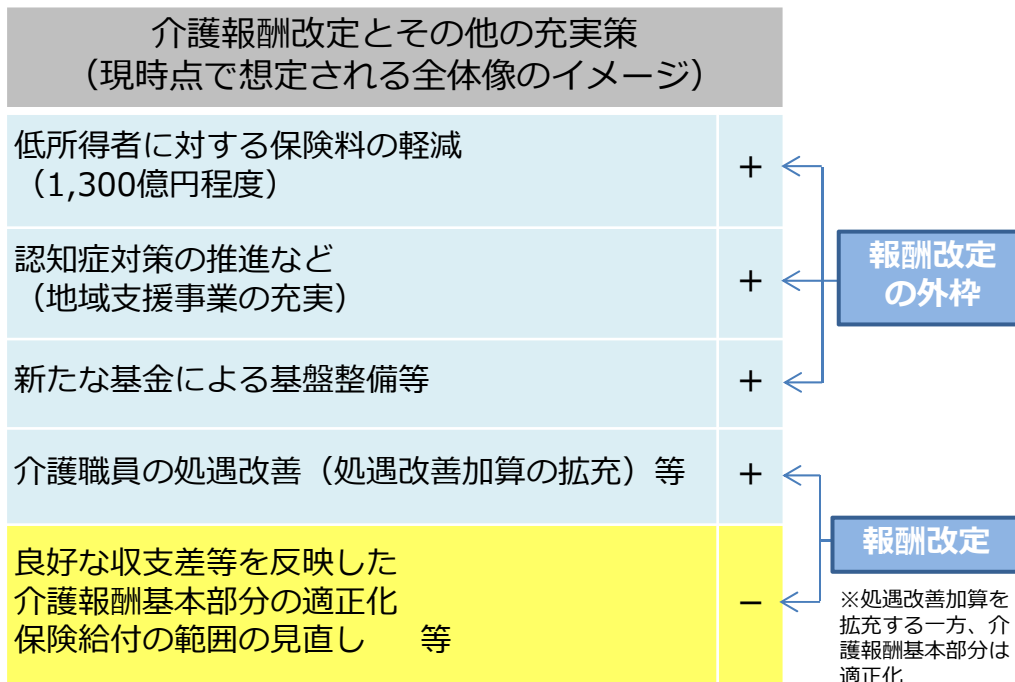 介護報酬改定とその他の充実策
（現時点で想定される全体像のイメージ）
低所得者に対する保険料の軽減
（1,300億円程度）
＋
認知症対策の推進など
（地域支援事業の充実）
＋
報酬改定
の外枠
新たな基金による基盤整備等
＋
介護職員の処遇改善（処遇改善加算の拡充）等
＋
報酬改定
良好な収支差等を反映した
介護報酬基本部分の適正化
保険給付の範囲の見直し　等
－
※処遇改善加算を
拡充する一方、介
護報酬基本部分は
適正化